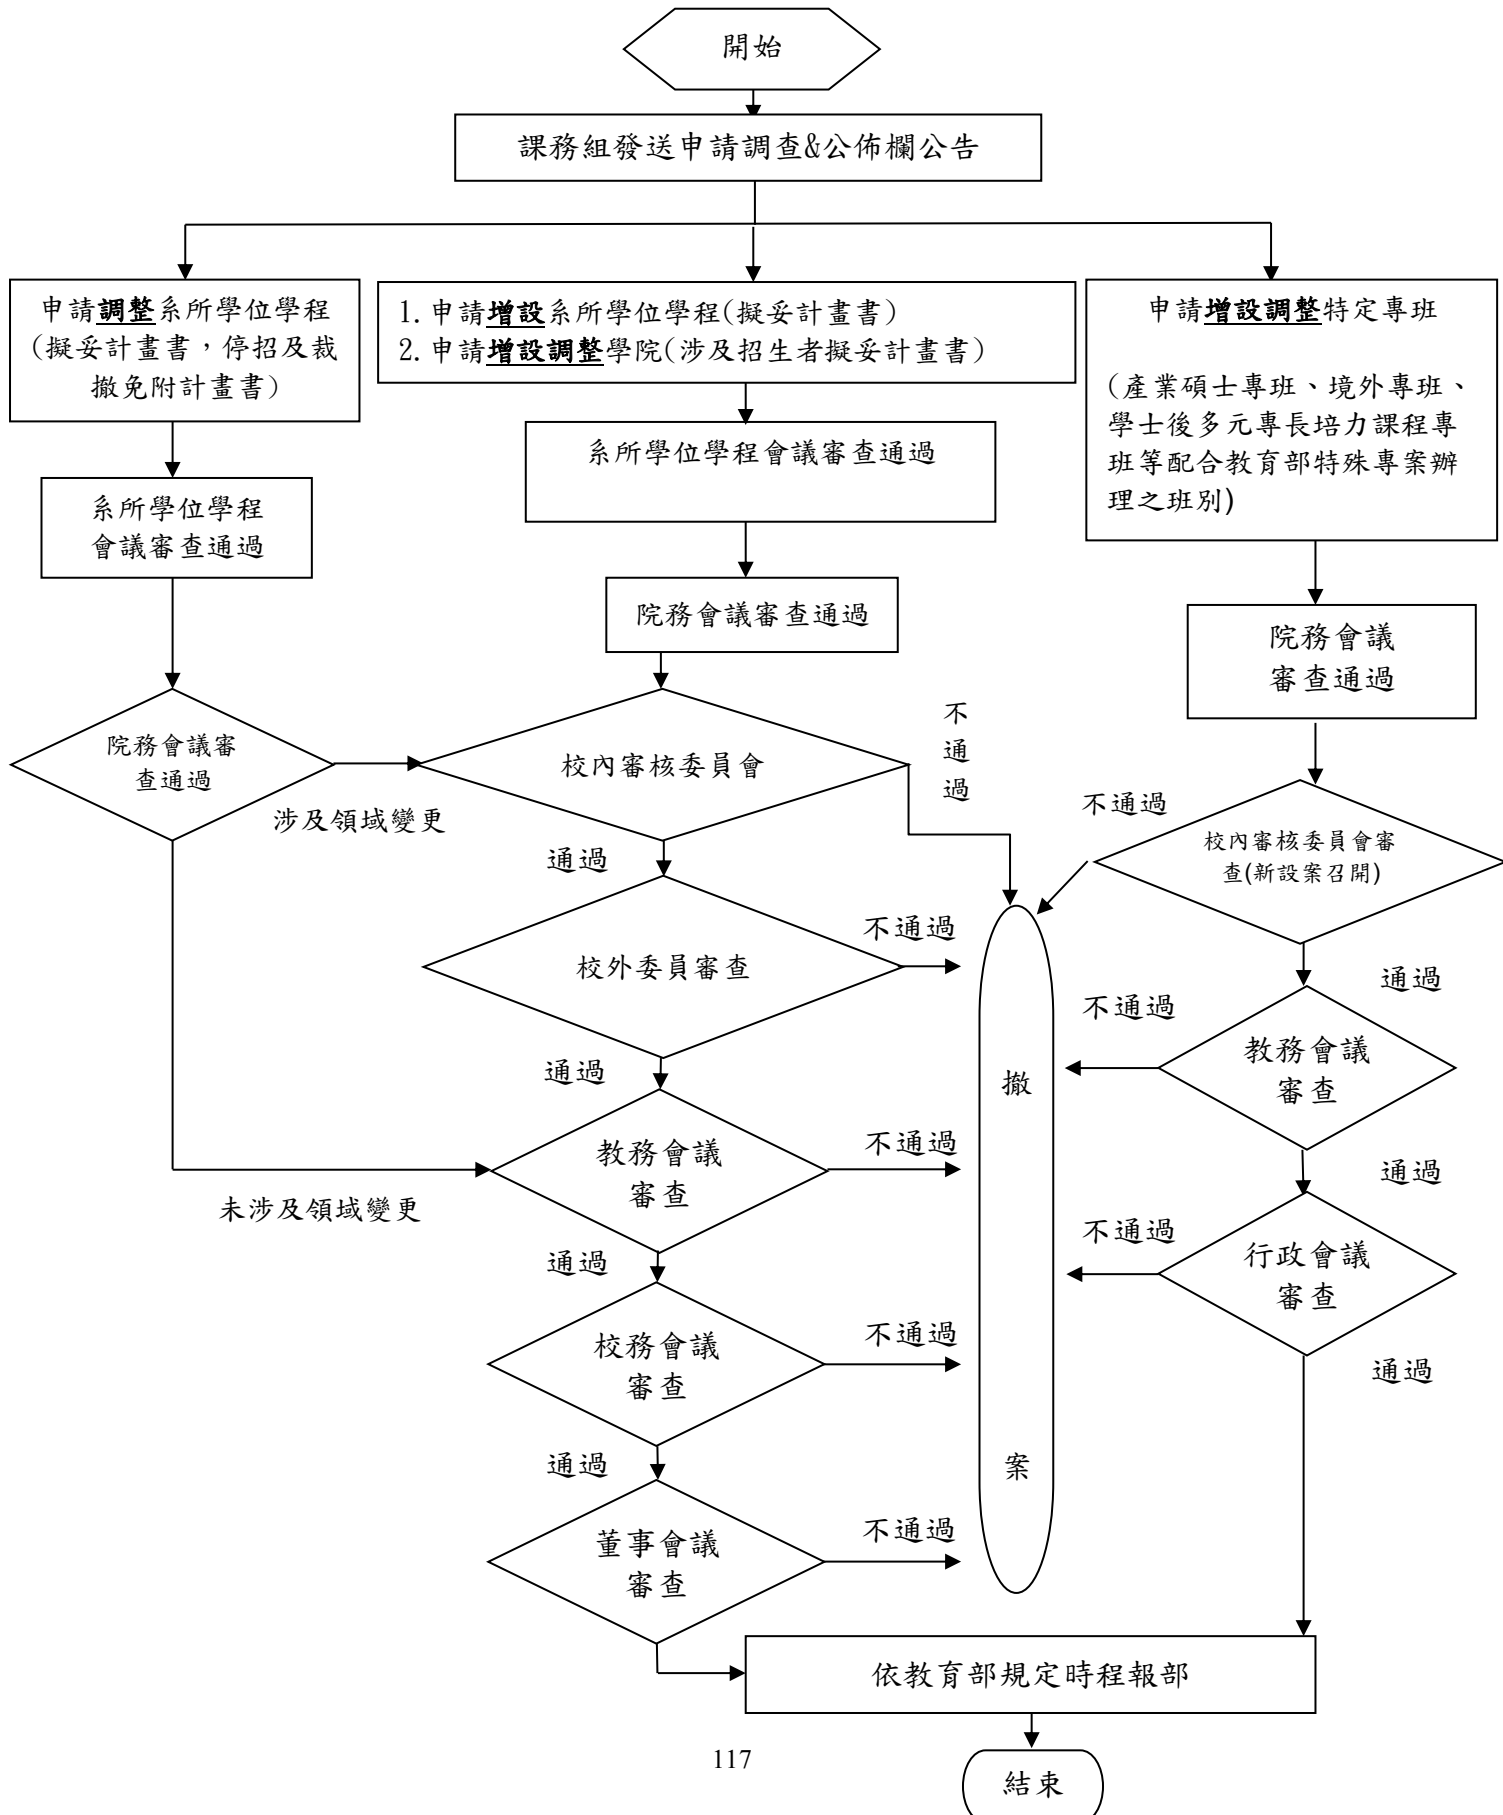 開始
課務組發送申請調查&公佈欄公告
申請調整系所學位學程
(擬妥計畫書，停招及裁
撤免附計畫書)
1. 申請增設系所學位學程(擬妥計畫書)
2. 申請增設調整學院(涉及招生者擬妥計畫書)
申請增設調整特定專班
(產業碩士專班、境外專班、
學士後多元專長培力課程專
班等配合教育部特殊專案辦
理之班別)
系所學位學程
會議審查通過
系所學位學程會議審查通過
院務會議審查通過
院務會議
審查通過
院務會議審
查通過
涉及領域變更
校內審核委員會
不
通
過
通過
不通過
校內審核委員會審
查(新設案召開)
校外委員審查
不通過
通過
通過
不通過
教務會議
審查
撤
案
教務會議
審查
不通過
未涉及領域變更
通過
通過
不通過
行政會議
審查
校務會議
審查
不通過
通過
通過
董事會議
審查
不通過
依教育部規定時程報部
117
結束